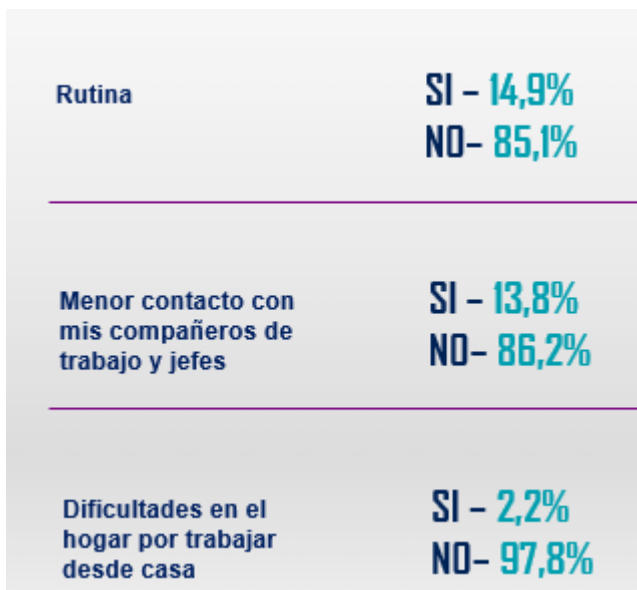 Rutina
SI – 14,9%
NO– 85,1%
Menor contacto con
mis compañeros de
trabajo y jefes
SI – 13,8%
NO– 86,2%
Dificultades en el
hogar por trabajar
desde casa
SI – 2,2%
NO– 97,8%